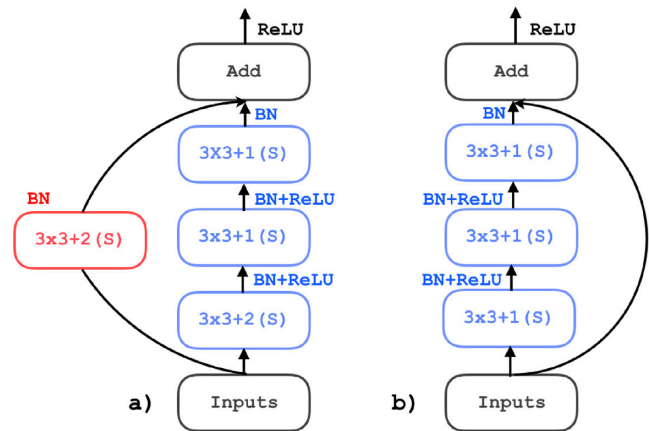 ReLU
Add
BN
3X3+1(S)
BN+ReLU
3x3+1(S)
BN+ReLU
3x3+2(S)
BN
3x3+2(S)
a)
Inputs
ReLU
Add
BN
3x3+1(S)
BN+ReLU
3x3+1(S)
BN+ReLU
3x3+1(S)
b)
Inputs